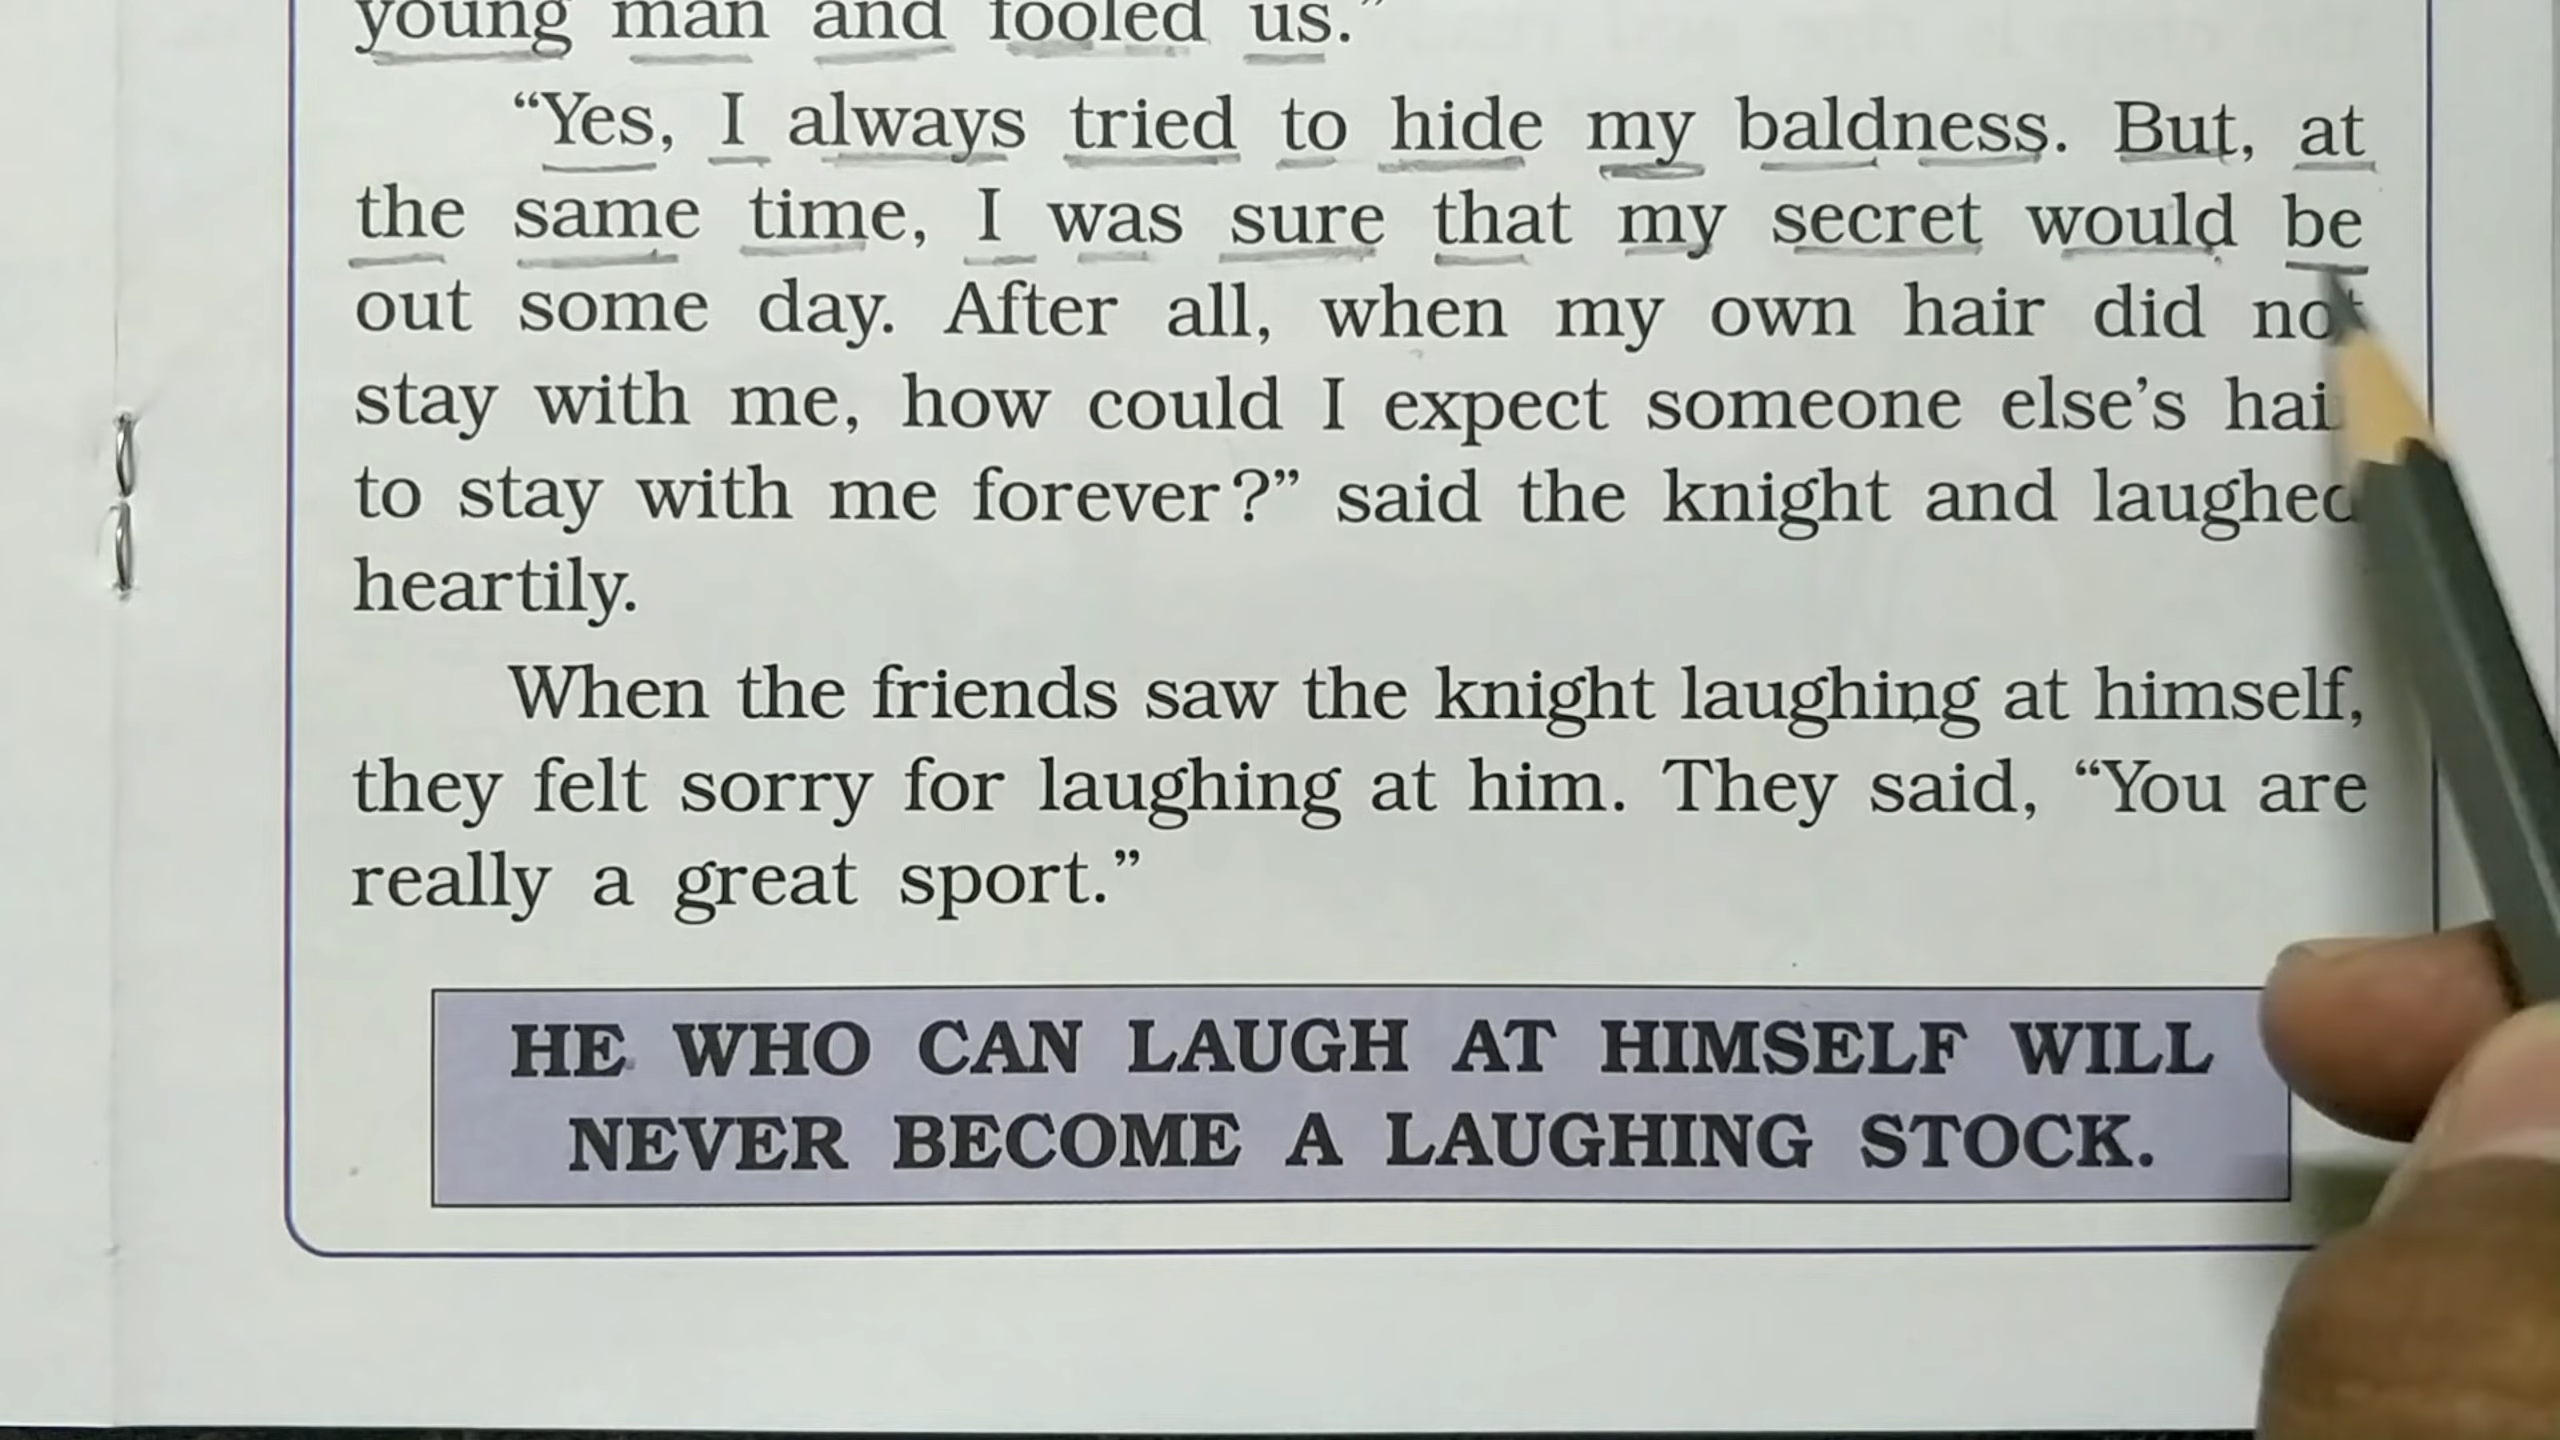 young man and fooled us.”
“Yes, I always tried to hide my baldness. But, at
the same time, I was sure that my secret would be
out some day. After all, when my own hair did not
stay with me, how could I expect someone else’s hair
to stay with me forever?” said the knight and laughed
heartily.
When the friends saw the knight laughing at himself,
they felt sorry for laughing at him. They said, “You are
really a great sport.”
HE WHO CAN LAUGH AT HIMSELF WILL
NEVER BECOME A LAUGHING STOCK.